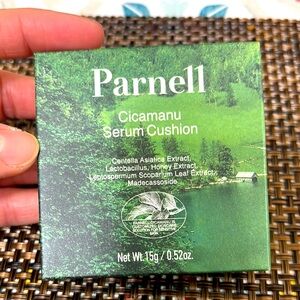 Parnell
Cicamanu
Serum Cushion
Centella Asiatica Extract,
Lactobacillus, Honey Extract,
Leptospermum Scoparium Leaf Extract,
Madecassoside
Net Wt.15g / 0.52oz.